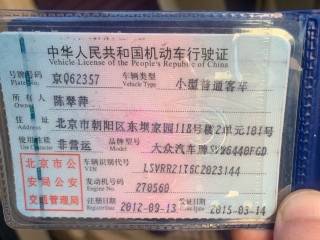 中华人民共和国机动车行驶证
Vehicle License of the People's Republic of China
号牌号码 京Q62357 车辆类型 小型普通客车
Plate No. Vehicle Type
所有人 陈攀萍
Owner
住址 北京市朝阳区东坝家园118号楼2单元101号
Address
使用性质 非营运 品牌型号 大众汽车牌SVW6440FGD
北京市公安局公安交通管理局
车辆识别代号 LSVRR21T6C2023144
VIN
发动机号码 270560
Engine No.
注册日期 2012-09-13 发证日期 2015-03-14
Register Date Issue Date